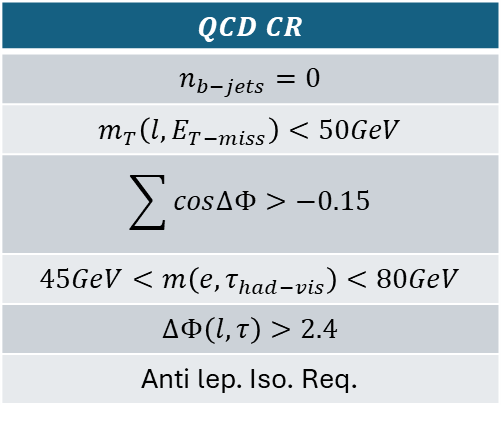 QCD CR
n_{b-jets} = 0
m_T(l, E_{T-miss}) < 50GeV
∑ cosΔΦ > −0.15
45GeV < m(e, τ_{had-vis}) < 80GeV
ΔΦ(l, τ) > 2.4
Anti lep. Iso. Req.